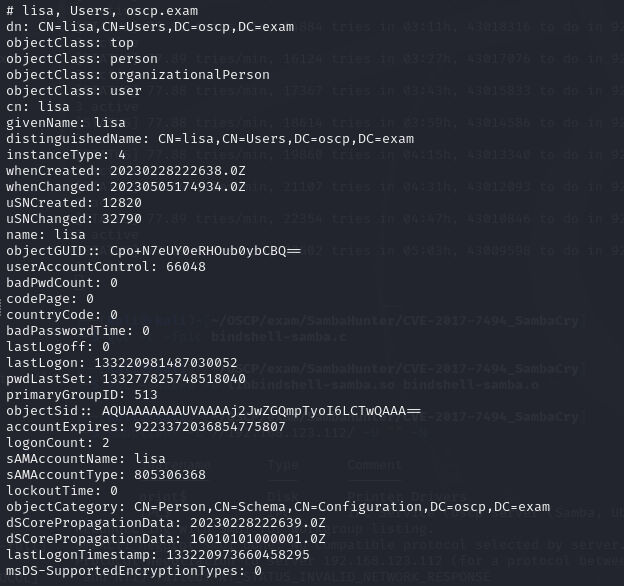 # lisa, Users, oscp.exam
dn: CN=lisa,CN=Users,DC=oscp,DC=exam
objectClass: top
objectClass: person
objectClass: organizationalPerson
objectClass: user
cn: lisa
givenName: lisa
distinguishedName: CN=lisa,CN=Users,DC=oscp,DC=exam
instanceType: 4
whenCreated: 20230228222638.0Z
whenChanged: 20230505174934.0Z
uSNCreated: 12820
uSNChanged: 32790
name: lisa
objectGUID:: Cpo+N7eUY0eRHOub0ybCBQ==
userAccountControl: 66048
badPwdCount: 0
codePage: 0
countryCode: 0
badPasswordTime: 0
lastLogoff: 0
lastLogon: 133220981487030052
pwdLastSet: 133277825748518040
primaryGroupID: 513
objectSid:: AQUAAAAAAAUVAAAAj2JwZGQmpTyoI6LCTwQAAA==
accountExpires: 9223372036854775807
logonCount: 2
sAMAccountName: lisa
sAMAccountType: 805306368
lockoutTime: 0
objectCategory: CN=Person,CN=Schema,CN=Configuration,DC=oscp,DC=exam
dSCorePropagationData: 20230228222639.0Z
dSCorePropagationData: 16010101000001.0Z
lastLogonTimestamp: 133220973660458295
msDS-SupportedEncryptionTypes: 0